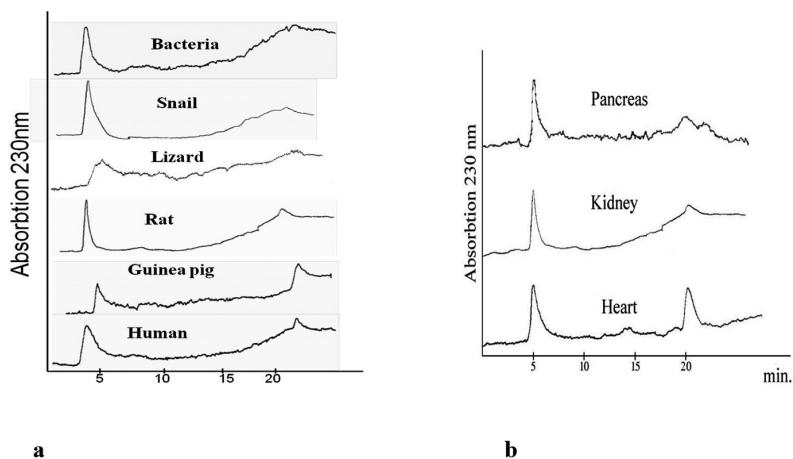 Absorbtion 230nm
Bacteria
Snail
Lizard
Rat
Guinea pig
Human
5 10 15 20
a
Absorbtion 230 nm
Pancreas
Kidney
Heart
5 10 15 20
min.
b